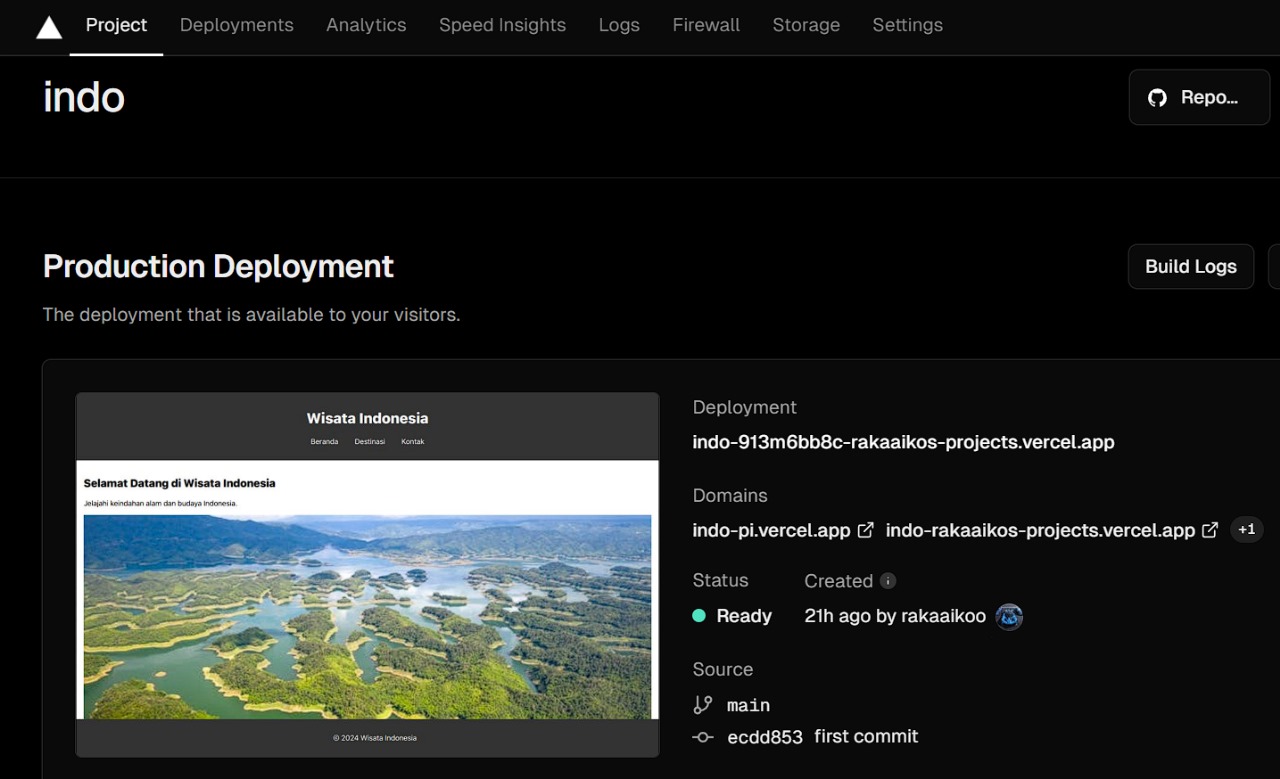 Project Deployments Analytics Speed Insights Logs Firewall Storage Settings
indo
Repo...
Production Deployment
Build Logs
The deployment that is available to your visitors.
Wisata Indonesia
Beranda Destinasi Kontak
Selamat Datang di Wisata Indonesia
Jelajahi keindahan alam dan budaya Indonesia.
© 2024 Wisata Indonesia
Deployment
indo-913m6bb8c-rakaaikos-projects.vercel.app
Domains
indo-pi.vercel.app indo-rakaaikos-projects.vercel.app +1
Status Created
Ready 21h ago by rakaaikoo
Source
main
ecdd853 first commit